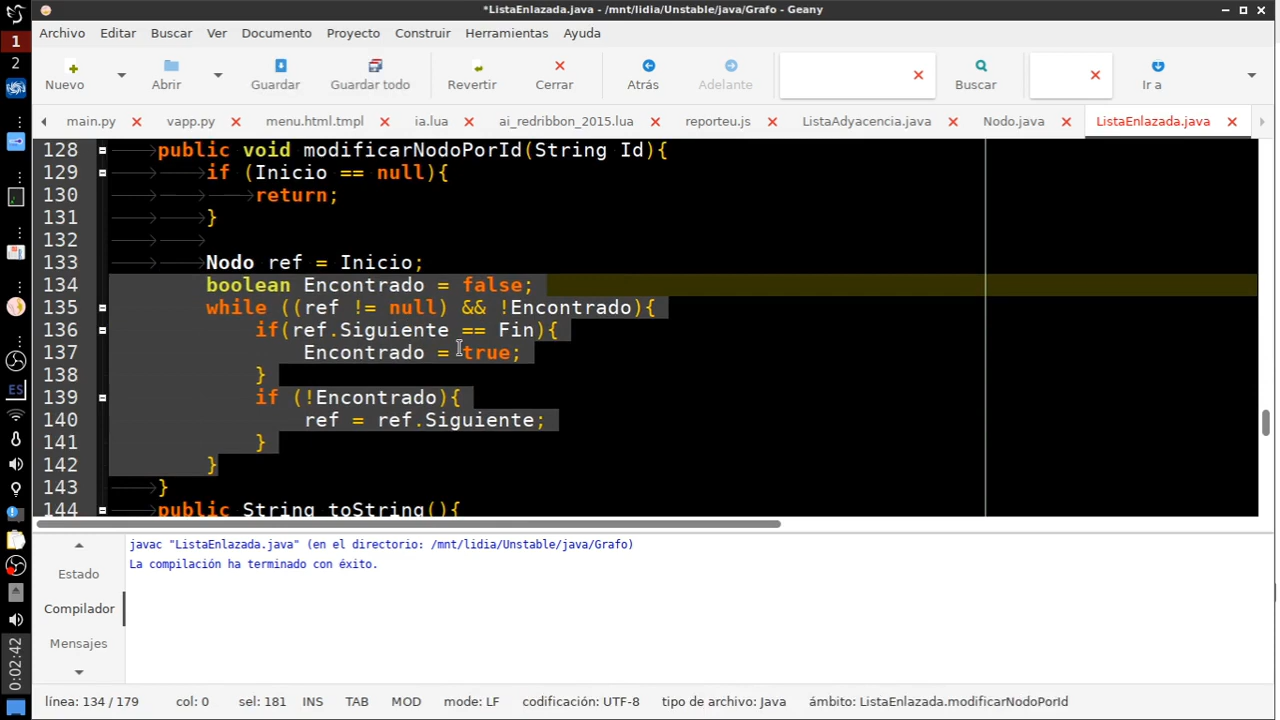 *ListaEnlazada.java - /mnt/lidia/Unstable/java/Grafo - Geany
Archivo Editar Buscar Ver Documento Proyecto Construir Herramientas Ayuda
Nuevo Abrir Guardar Guardar todo Revertir Cerrar Atrás Adelante Buscar Ir a
main.py vapp.py menu.html.tmpl ia.lua ai_redribbon_2015.lua reporteu.js ListaAdyacencia.java Nodo.java ListaEnlazada.java
128 public void modificarNodoPorId(String Id){
129 if (Inicio == null){
130 return;
131 }
132
133 Nodo ref = Inicio;
134 boolean Encontrado = false;
135 while ((ref != null) && !Encontrado){
136 if(ref.Siguiente == Fin){
137 Encontrado = true;
138 }
139 if (!Encontrado){
140 ref = ref.Siguiente;
141 }
142 }
143 }
144 public String toString(){
1
2
ES
0:02:42
Estado
Compilador
Mensajes
javac "ListaEnlazada.java" (en el directorio: /mnt/lidia/Unstable/java/Grafo)
La compilación ha terminado con éxito.
línea: 134 / 179 col: 0 sel: 181 INS TAB MOD mode: LF codificación: UTF-8 tipo de archivo: Java ámbito: ListaEnlazada.modificarNodoPorId